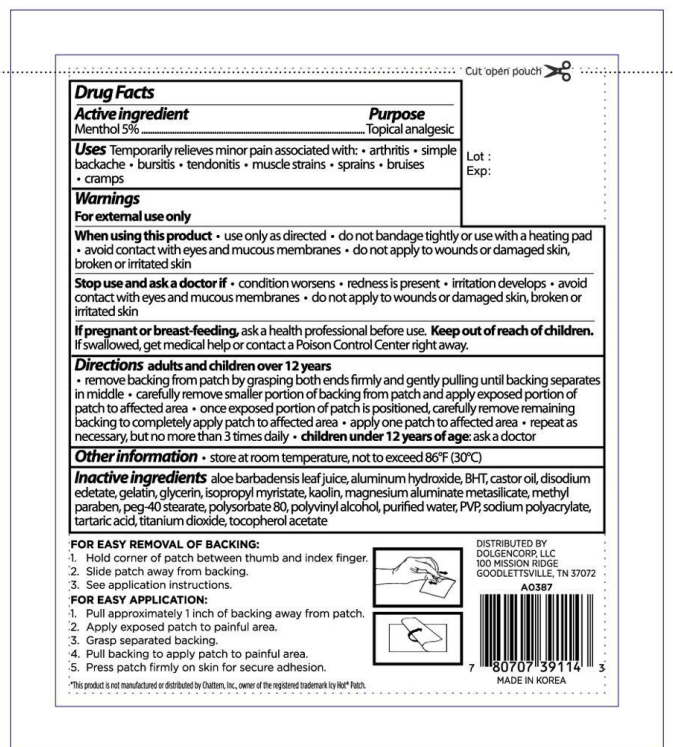 Cut open pouch
Drug Facts
Active ingredient Purpose
Menthol 5% ........ Topical analgesic
Uses Temporarily relieves minor pain associated with: • arthritis • simple
backache • bursitis • tendonitis • muscle strains • sprains • bruises
• cramps
Lot :
Exp:
Warnings
For external use only
When using this product • use only as directed • do not bandage tightly or use with a heating pad
• avoid contact with eyes and mucous membranes • do not apply to wounds or damaged skin,
broken or irritated skin
Stop use and ask a doctor if • condition worsens • redness is present • irritation develops • avoid
contact with eyes and mucous membranes • do not apply to wounds or damaged skin, broken or
irritated skin
If pregnant or breast-feeding, ask a health professional before use. Keep out of reach of children.
If swallowed, get medical help or contact a Poison Control Center right away.
Directions adults and children over 12 years
• remove backing from patch by grasping both ends firmly and gently pulling until backing separates
in middle • carefully remove smaller portion of backing from patch and apply exposed portion of
patch to affected area • once exposed portion of patch is positioned, carefully remove remaining
backing to completely apply patch to affected area • apply one patch to affected area • repeat as
necessary, but no more than 3 times daily • children under 12 years of age: ask a doctor
Other information • store at room temperature, not to exceed 86°F (30°C)
Inactive ingredients aloe barbadensis leaf juice, aluminum hydroxide, BHT, castor oil, disodium
edetate, gelatin, glycerin, isopropyl myristate, kaolin, magnesium aluminate metasilicate, methyl
paraben, peg-40 stearate, polysorbate 80, polyvinyl alcohol, purified water, PVP, sodium polyacrylate,
tartaric acid, titanium dioxide, tocopherol acetate
FOR EASY REMOVAL OF BACKING:
1. Hold corner of patch between thumb and index finger.
2. Slide patch away from backing.
3. See application instructions.
FOR EASY APPLICATION:
1. Pull approximately 1 inch of backing away from patch.
2. Apply exposed patch to painful area.
3. Grasp separated backing.
4. Pull backing to apply patch to painful area.
5. Press patch firmly on skin for secure adhesion.
*This product is not manufactured or distributed by Chattem, Inc., owner of the registered trademark Icy Hot® Patch.
DISTRIBUTED BY
DOLGENCORP, LLC
100 MISSION RIDGE
GOODLETTSVILLE, TN 37072
A0387
7 80707 39114 3
MADE IN KOREA